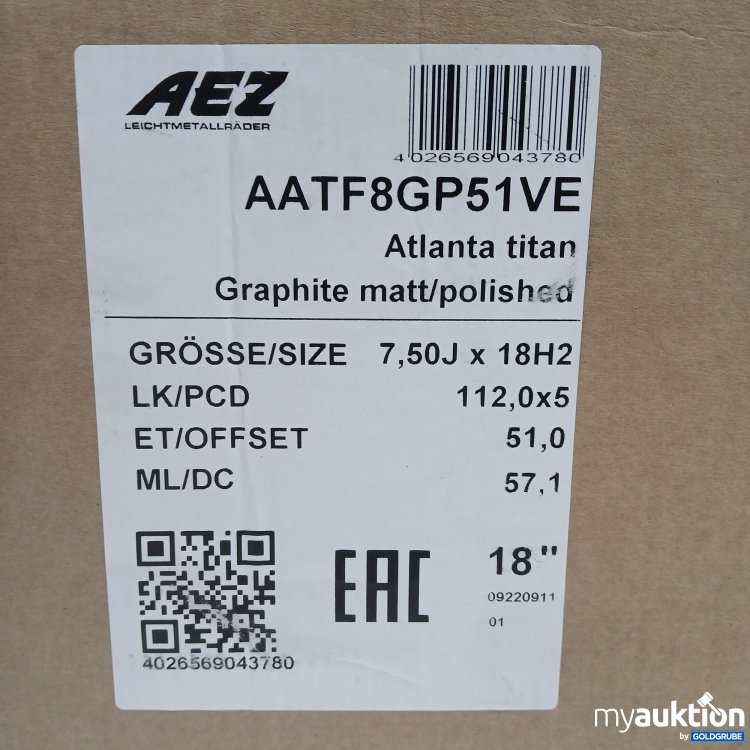 AEZ
LEICHTMETALLRÄDER
4026569043780
AATF8GP51VE
Atlanta titan
Graphite matt/polished
GRÖSSE/SIZE 7,50J x 18H2
LK/PCD 112,0x5
ET/OFFSET 51,0
ML/DC 57,1
EAC 18"
09220911
01
4026569043780
myauktion
by GOLDGRUBE